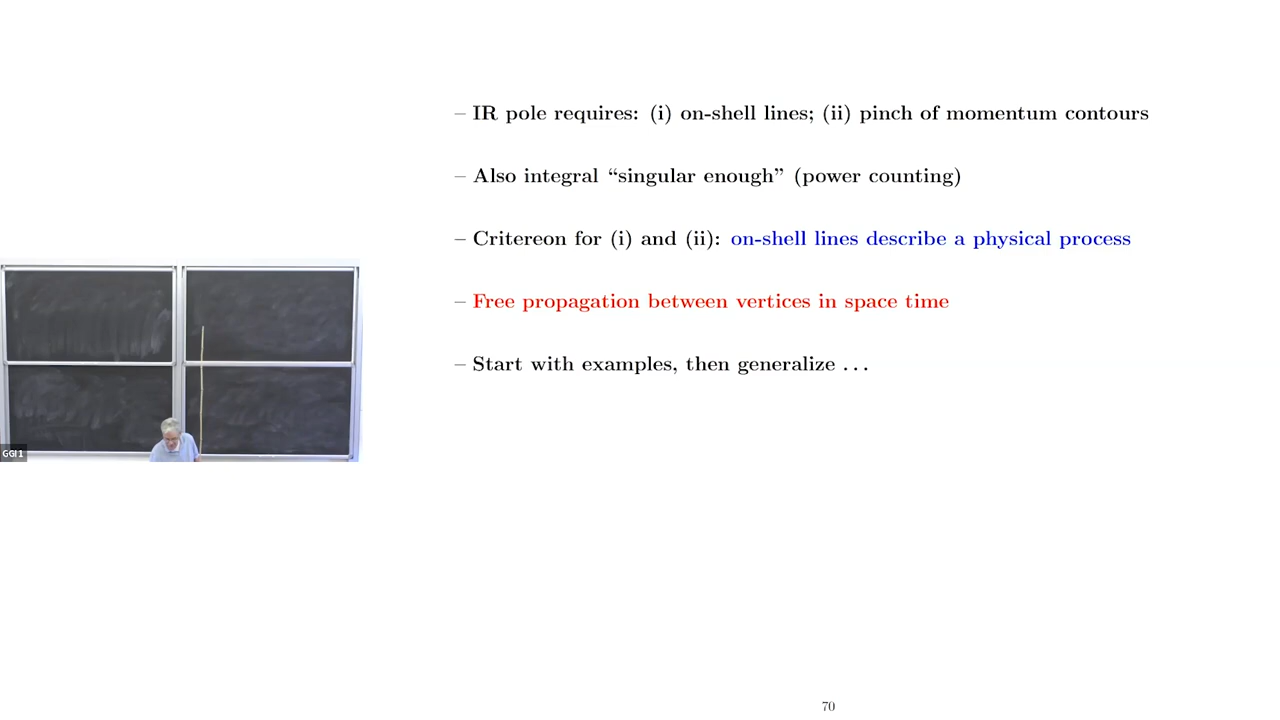 – IR pole requires: (i) on-shell lines; (ii) pinch of momentum contours
– Also integral “singular enough” (power counting)
– Critereon for (i) and (ii): on-shell lines describe a physical process
– Free propagation between vertices in space time
– Start with examples, then generalize . . .
GGI 1
70